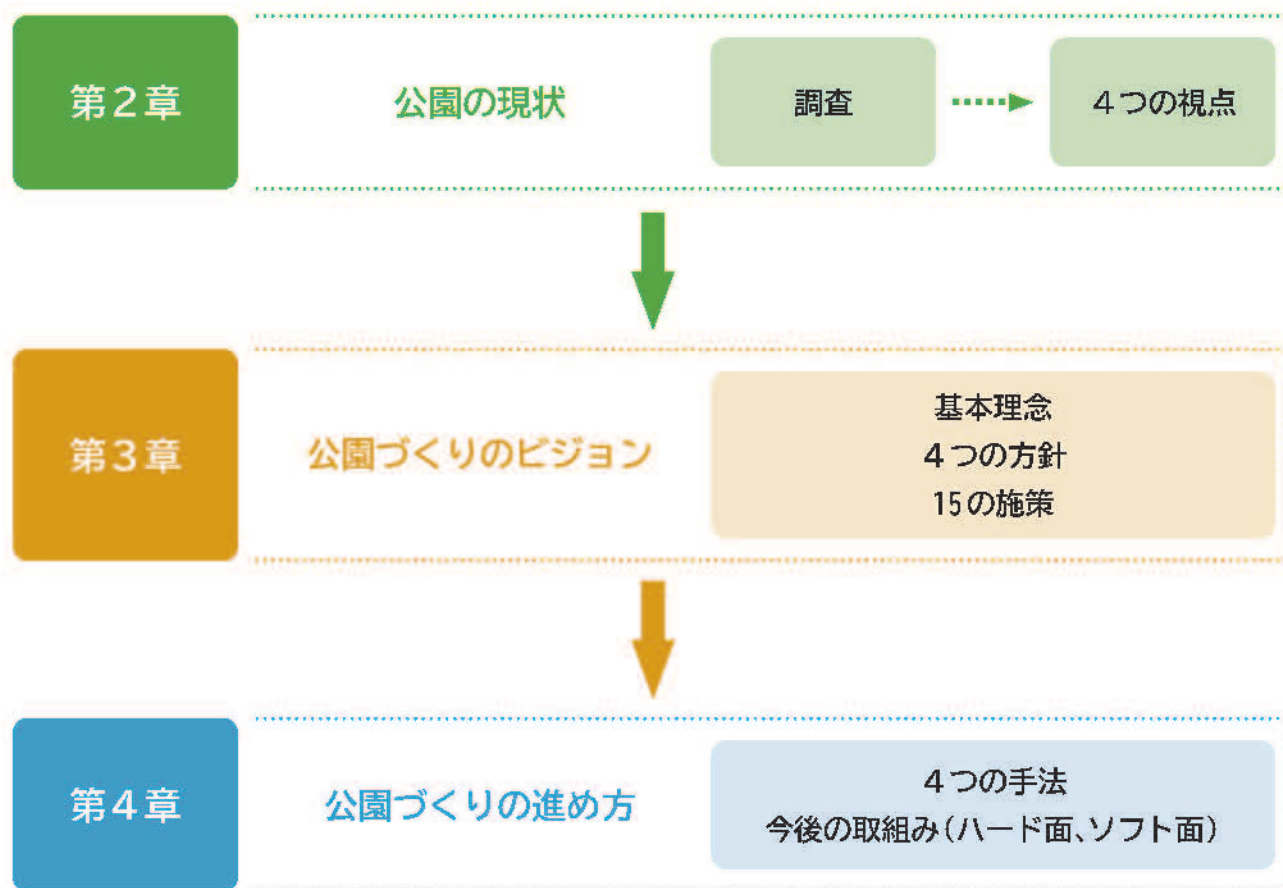 第2章
公園の現状
調査
4つの視点
第3章
公園づくりのビジョン
基本理念
4つの方針
15の施策
第4章
公園づくりの進め方
4つの手法
今後の取組み(ハード面、ソフト面)